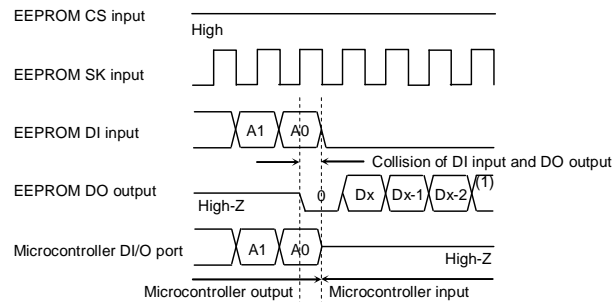 EEPROM CS input
High
EEPROM SK input
EEPROM DI input A1 A0
Collision of DI input and DO output
EEPROM DO output High-Z 0 Dx Dx-1 Dx-2 (1)
Microcontroller DI/O port A1 A0 High-Z
Microcontroller output Microcontroller input